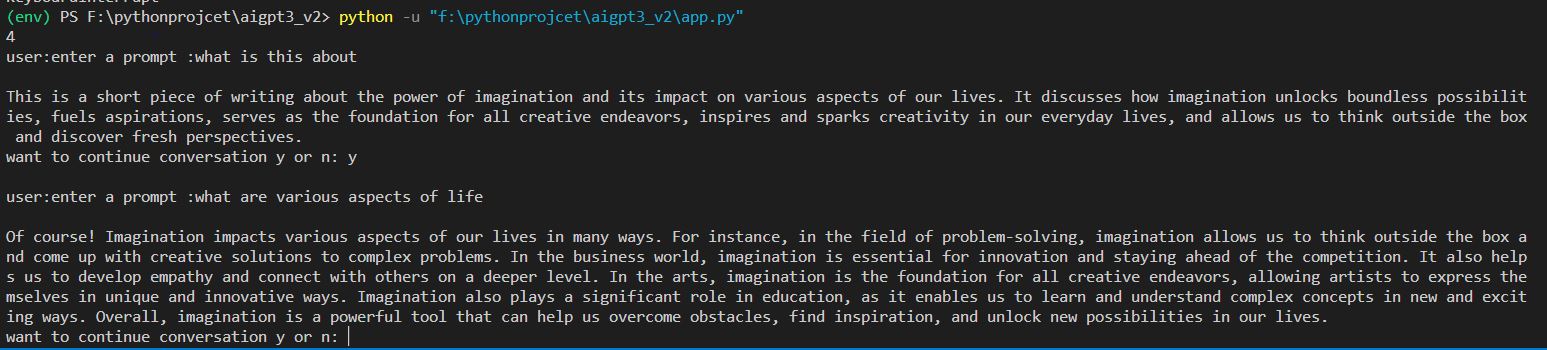 KeyboardInterrupt
(env) PS F:\pythonprojcet\aigpt3_v2> python -u "f:\pythonprojcet\aigpt3_v2\app.py"
4
user:enter a prompt :what is this about
This is a short piece of writing about the power of imagination and its impact on various aspects of our lives. It discusses how imagination unlocks boundless possibilit
ies, fuels aspirations, serves as the foundation for all creative endeavors, inspires and sparks creativity in our everyday lives, and allows us to think outside the box
 and discover fresh perspectives.
want to continue conversation y or n: y
user:enter a prompt :what are various aspects of life
Of course! Imagination impacts various aspects of our lives in many ways. For instance, in the field of problem-solving, imagination allows us to think outside the box a
nd come up with creative solutions to complex problems. In the business world, imagination is essential for innovation and staying ahead of the competition. It also help
s us to develop empathy and connect with others on a deeper level. In the arts, imagination is the foundation for all creative endeavors, allowing artists to express the
mselves in unique and innovative ways. Imagination also plays a significant role in education, as it enables us to learn and understand complex concepts in new and excit
ing ways. Overall, imagination is a powerful tool that can help us overcome obstacles, find inspiration, and unlock new possibilities in our lives.
want to continue conversation y or n: